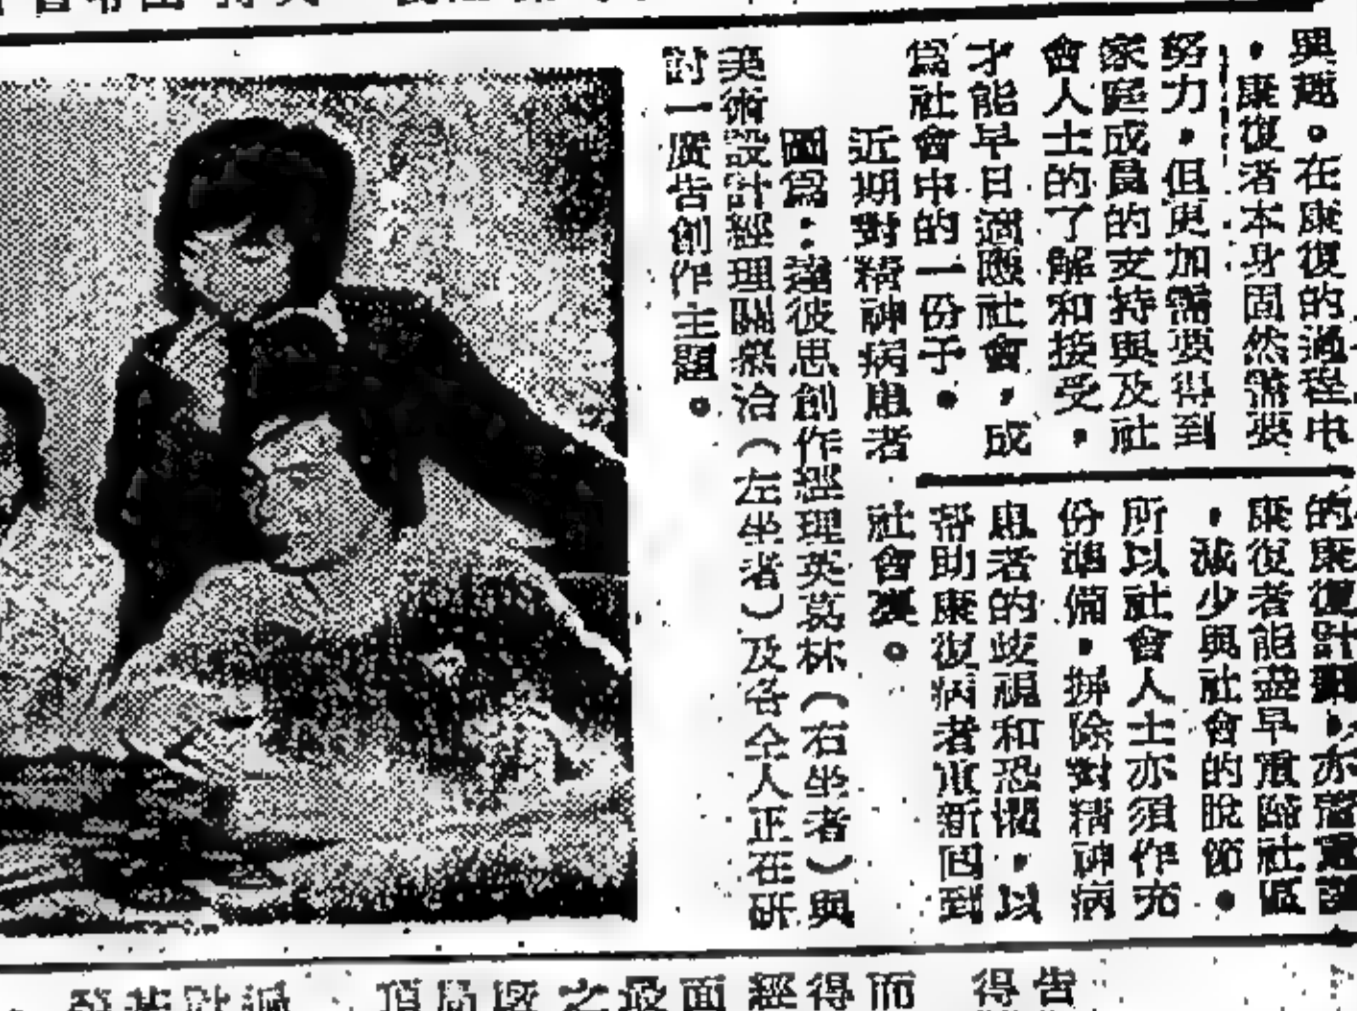 興趣。在康復的過程中
，康復者本身固然需要
努力，但更加需要得到
家庭成員的支持與及社
會人士的了解和接受，
才能早日適應社會，成
爲社會中的一份子。
近期對精神病患者
的康復計劃，亦
康復者能盡早重臨社區
，減少與社會的脫節。
所以社會人士亦須作充
份準備，摒除對精神病
患者的歧視和恐懼，以
幫助康復病者重新回到
社會裏。
圖爲：達彼思創作經理英葛林（右坐者）與
美術設計經理關慕洽（左坐者）及各仝人正在研
討一廣告創作主題。